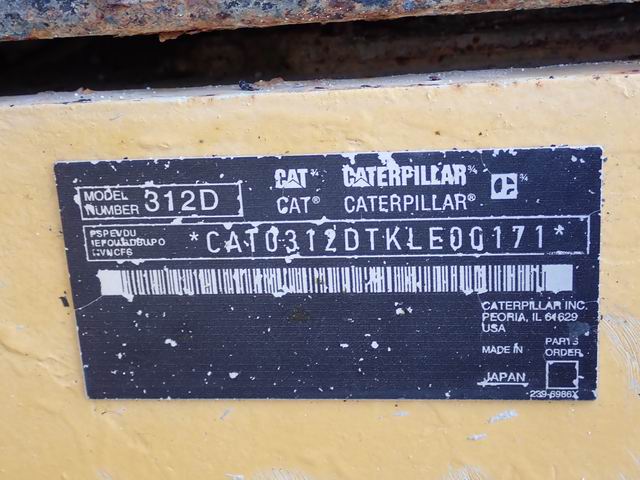 MODEL NUMBER 312D
CAT CATERPILLAR
CAT® CATERPILLAR®
*CAT0312DTKLE00171*
CATERPILLAR INC.
PEORIA, IL 61629
USA
MADE IN
JAPAN
PARTS
ORDER
239-6986X